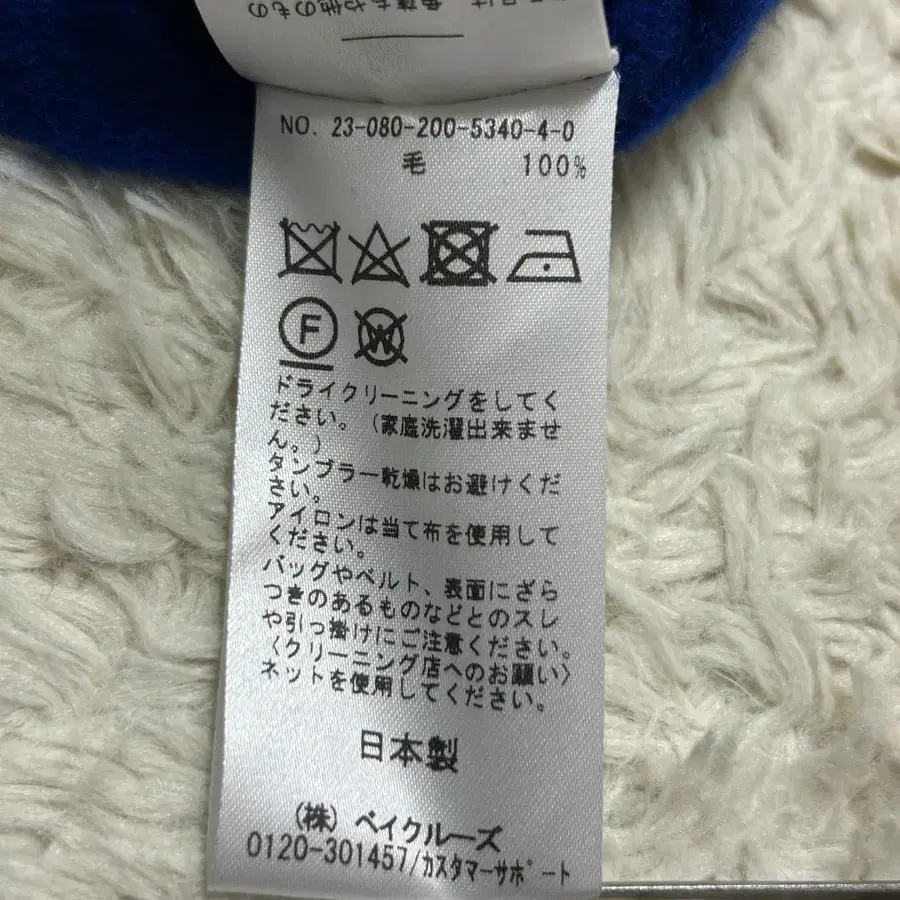 NO. 23-080-200-5340-4-0
毛 100%
F
W
ドライクリーニングをしてく
ださい。(家庭洗濯出来ませ
ん。)
タンブラー乾燥はお避けくだ
さい。
アイロンは当て布を使用して
ください。
バッグやベルト、表面にざら
つきのあるものなどとのスレ
や引っ掛けにご注意ください。
〈クリーニング店へのお願い〉
ネットを使用してください。
日本製
(株) ベイクルーズ
0120-301457/カスタマーサポート